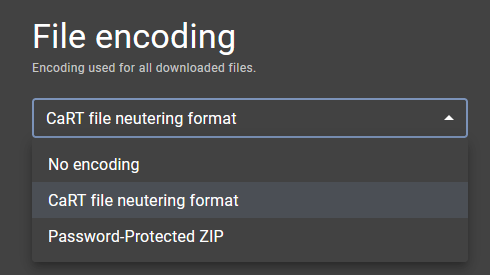 File encoding
Encoding used for all downloaded files.
CaRT file neutering format
No encoding
CaRT file neutering format
Password-Protected ZIP